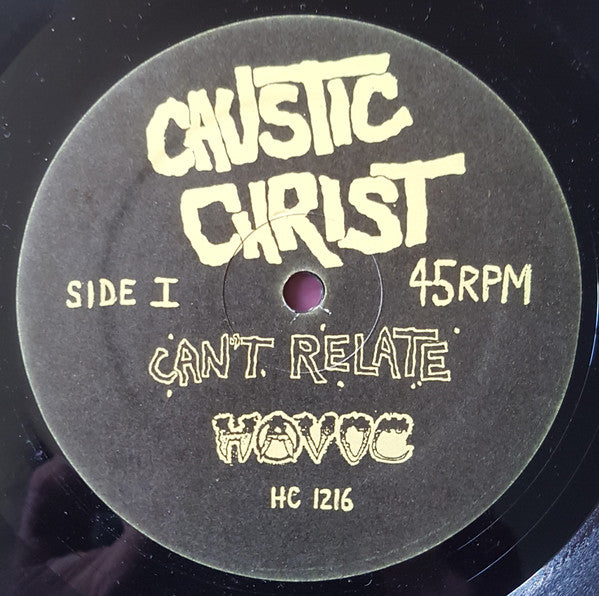 CAUSTIC
CHRIST
SIDE I 45RPM
CAN'T RELATE
HAVOC
HC 1216